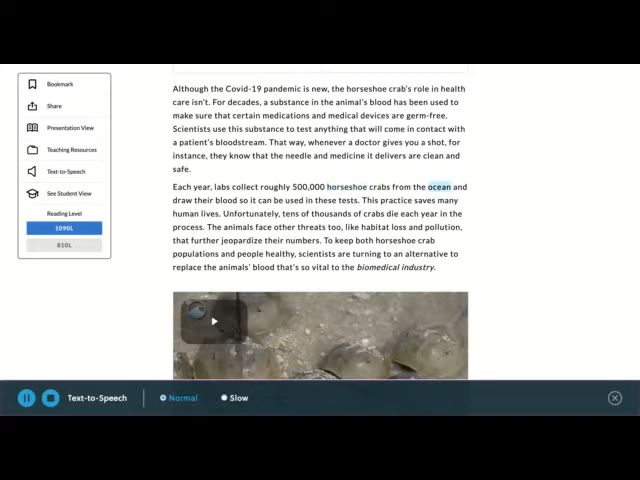 Bookmark
Share
Presentation View
Teaching Resources
Text-to-Speech
See Student View
Reading Level
1090L
810L
Although the Covid-19 pandemic is new, the horseshoe crab's role in health
care isn't. For decades, a substance in the animal's blood has been used to
make sure that certain medications and medical devices are germ-free.
Scientists use this substance to test anything that will come in contact with
a patient's bloodstream. That way, whenever a doctor gives you a shot, for
instance, they know that the needle and medicine it delivers are clean and
safe.
Each year, labs collect roughly 500,000 horseshoe crabs from the ocean and
draw their blood so it can be used in these tests. This practice saves many
human lives. Unfortunately, tens of thousands of crabs die each year in the
process. The animals face other threats too, like habitat loss and pollution,
that further jeopardize their numbers. To keep both horseshoe crab
populations and people healthy, scientists are turning to an alternative to
replace the animals' blood that's so vital to the biomedical industry.
Text-to-Speech
Normal
Slow